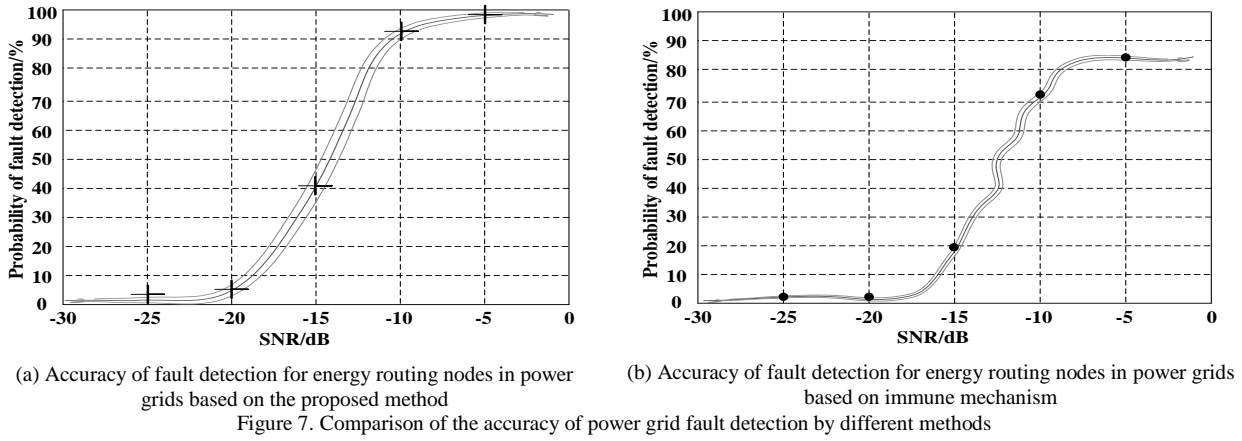 Probability of fault detection/%
100
90
80
70
60
50
40
30
20
10
0
-30 -25 -20 -15 -10 -5 0
SNR/dB
(a) Accuracy of fault detection for energy routing nodes in power
grids based on the proposed method
Probability of fault detection/%
100
90
80
70
60
50
40
30
20
10
0
-30 -25 -20 -15 -10 -5 0
SNR/dB
(b) Accuracy of fault detection for energy routing nodes in power grids
based on immune mechanism
Figure 7. Comparison of the accuracy of power grid fault detection by different methods